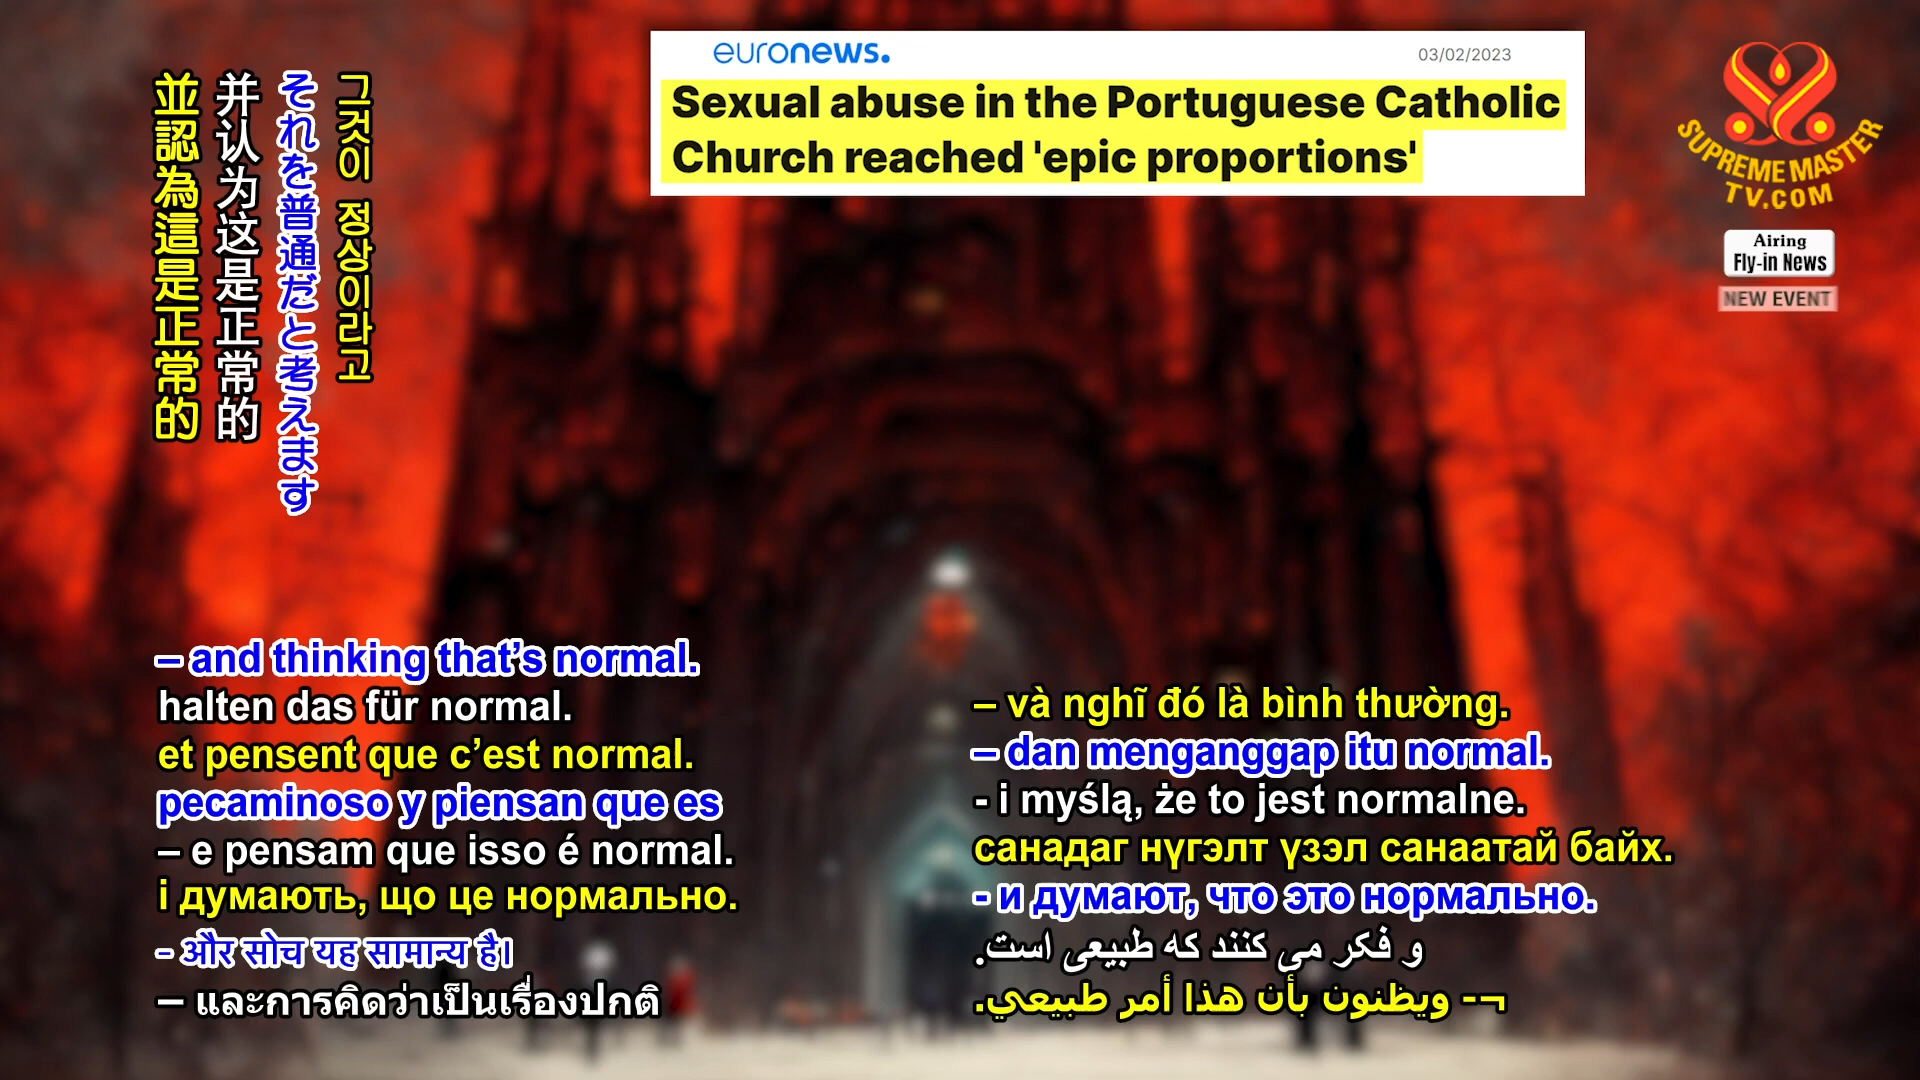 euronews.
03/02/2023
Sexual abuse in the Portuguese Catholic
Church reached 'epic proportions'
SUPREME MASTER
TV.COM
Airing
Fly-in News
NEW EVENT
그것이 정상이라고
それを普通だと考えます
并认为这是正常的
並認為這是正常的
– and thinking that’s normal.
halten das für normal.
et pensent que c’est normal.
pecaminoso y piensan que es
– e pensam que isso é normal.
і думають, що це нормально.
- और सोच यह सामान्य है।
– และการคิดว่าเป็นเรื่องปกติ
– và nghĩ đó là bình thường.
– dan menganggap itu normal.
- i myślą, że to jest normalne.
санадаг нүгэлт үзэл санаатай байх.
- и думают, что это нормально.
و فکر می کنند که طبیعی است.
¬- ويظنون بأن هذا أمر طبيعي.